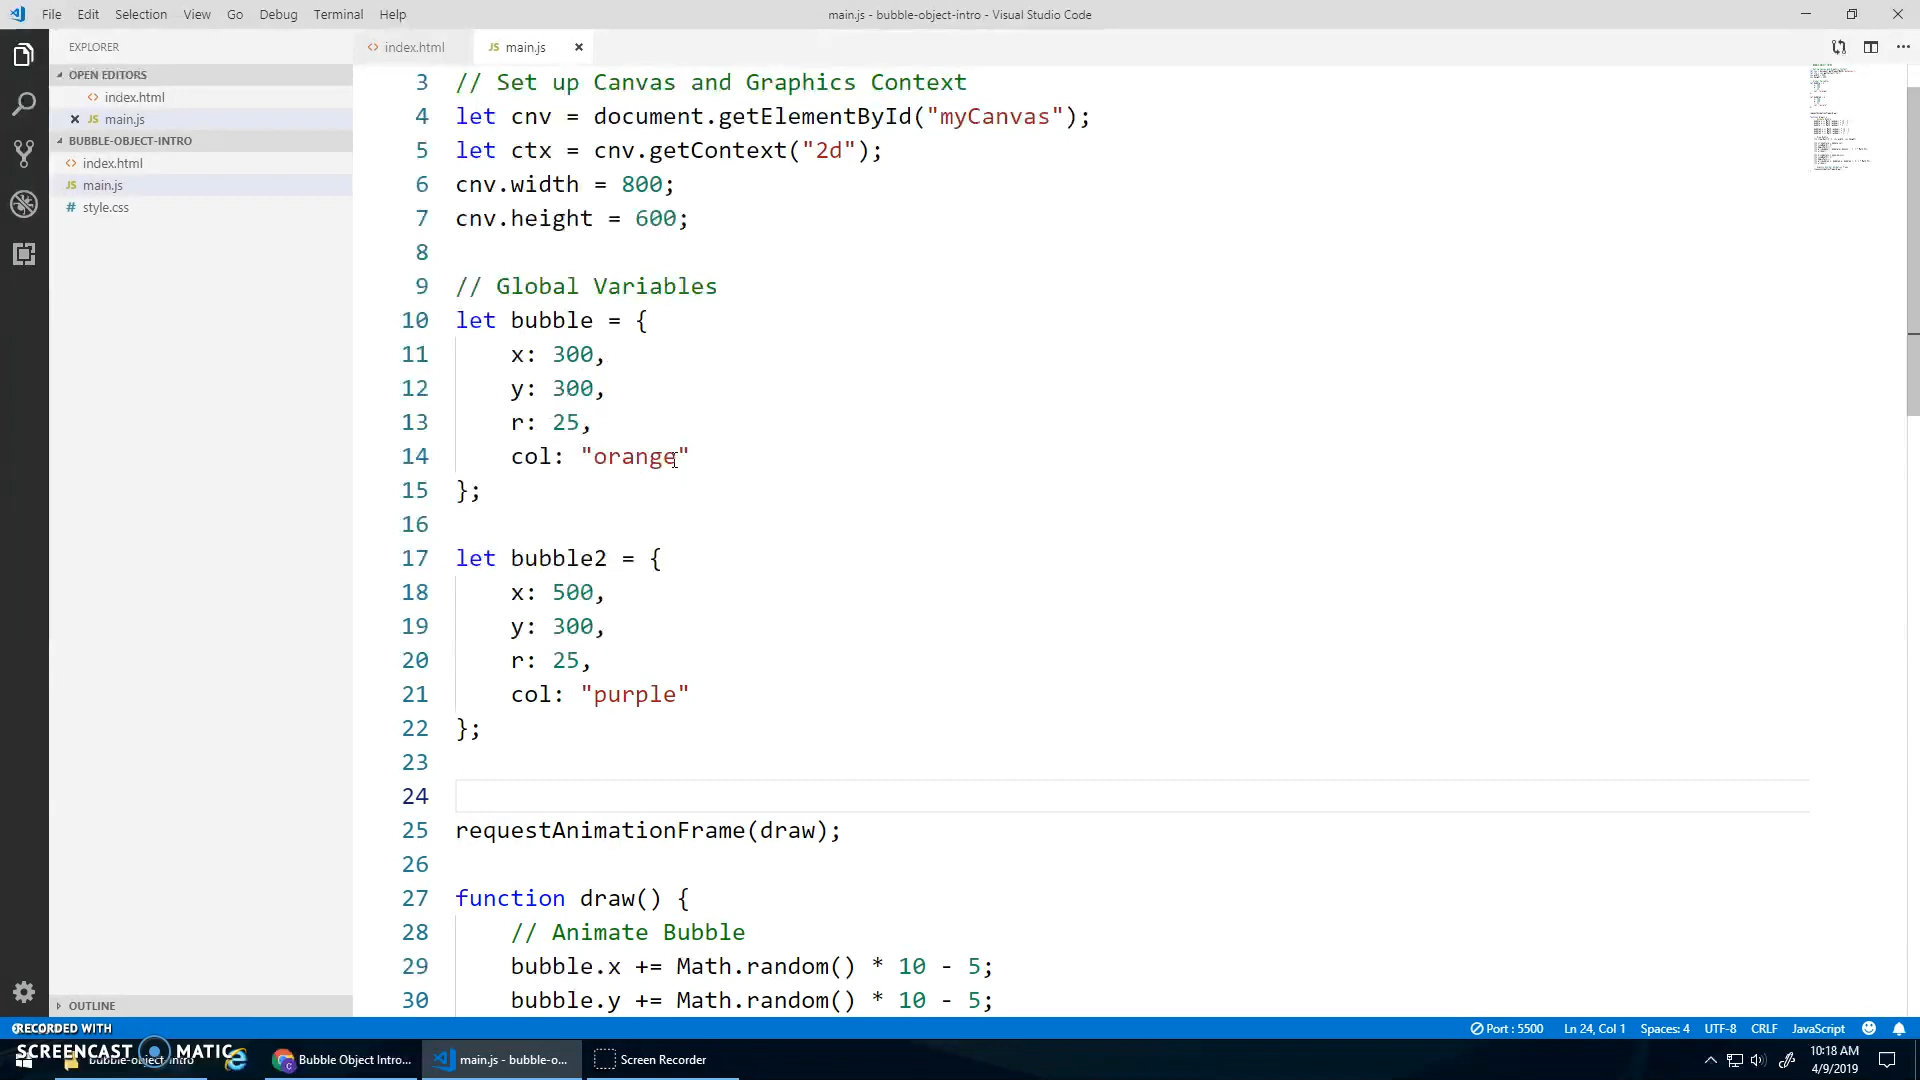 File Edit Selection View Go Debug Terminal Help
main.js - bubble-object-intro - Visual Studio Code
EXPLORER
OPEN EDITORS
index.html
JS main.js
BUBBLE-OBJECT-INTRO
index.html
JS main.js
# style.css
OUTLINE
index.html
JS main.js
3 // Set up Canvas and Graphics Context
4 let cnv = document.getElementById("myCanvas");
5 let ctx = cnv.getContext("2d");
6 cnv.width = 800;
7 cnv.height = 600;
8
9 // Global Variables
10 let bubble = {
11 x: 300,
12 y: 300,
13 r: 25,
14 col: "orange"
15 };
16
17 let bubble2 = {
18 x: 500,
19 y: 300,
20 r: 25,
21 col: "purple"
22 };
23
24
25 requestAnimationFrame(draw);
26
27 function draw() {
28 // Animate Bubble
29 bubble.x += Math.random() * 10 - 5;
30 bubble.y += Math.random() * 10 - 5;
Port : 5500 Ln 24, Col 1 Spaces: 4 UTF-8 CRLF JavaScript
RECORDED WITH
SCREENCAST MATIC
bubble-object-intro
Bubble Object Intro...
main.js - bubble-o...
Screen Recorder
10:18 AM
4/9/2019